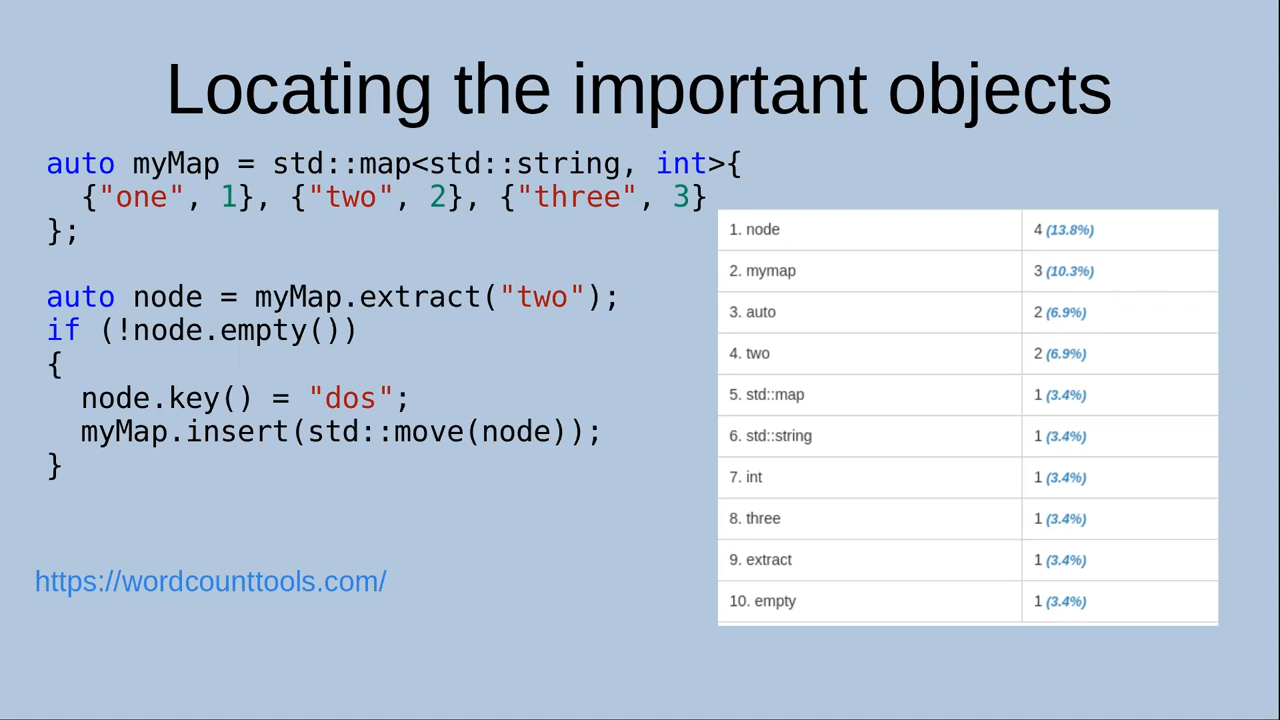 Locating the important objects
auto myMap = std::map<std::string, int>{
  {"one", 1}, {"two", 2}, {"three", 3}
};
auto node = myMap.extract("two");
if (!node.empty())
{
  node.key() = "dos";
  myMap.insert(std::move(node));
}
https://wordcounttools.com/
1. node 4 (13.8%)
2. mymap 3 (10.3%)
3. auto 2 (6.9%)
4. two 2 (6.9%)
5. std::map 1 (3.4%)
6. std::string 1 (3.4%)
7. int 1 (3.4%)
8. three 1 (3.4%)
9. extract 1 (3.4%)
10. empty 1 (3.4%)